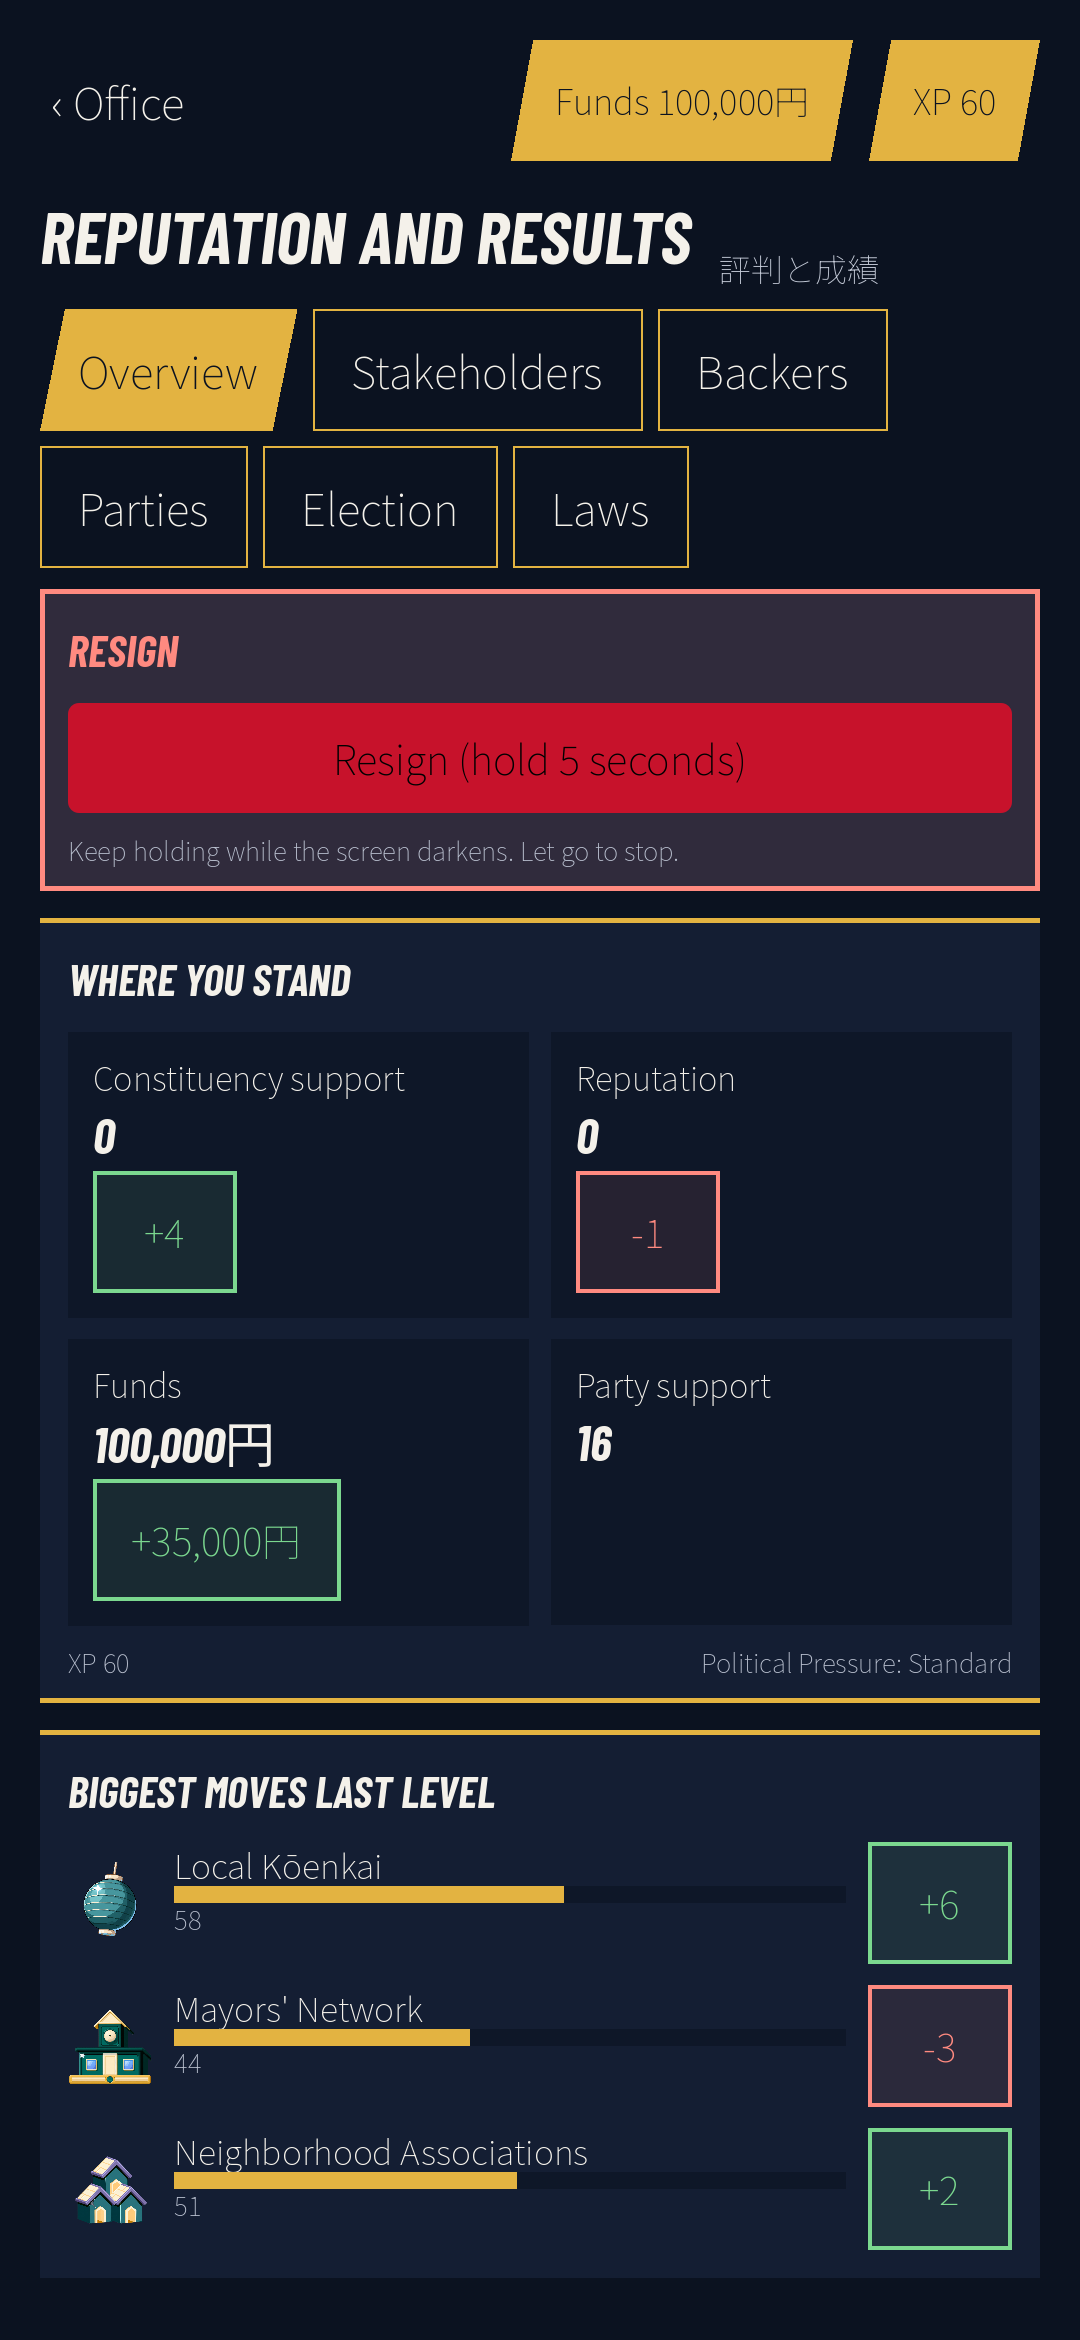 ‹ Office
Funds 100,000円
XP 60
REPUTATION AND RESULTS
評判と成績
Overview
Stakeholders
Backers
Parties
Election
Laws
RESIGN
Resign (hold 5 seconds)
Keep holding while the screen darkens. Let go to stop.
WHERE YOU STAND
Constituency support
0
+4
Reputation
0
-1
Funds
100,000円
+35,000円
Party support
16
XP 60
Political Pressure: Standard
BIGGEST MOVES LAST LEVEL
Local Kōenkai
58
+6
Mayors' Network
44
-3
Neighborhood Associations
51
+2